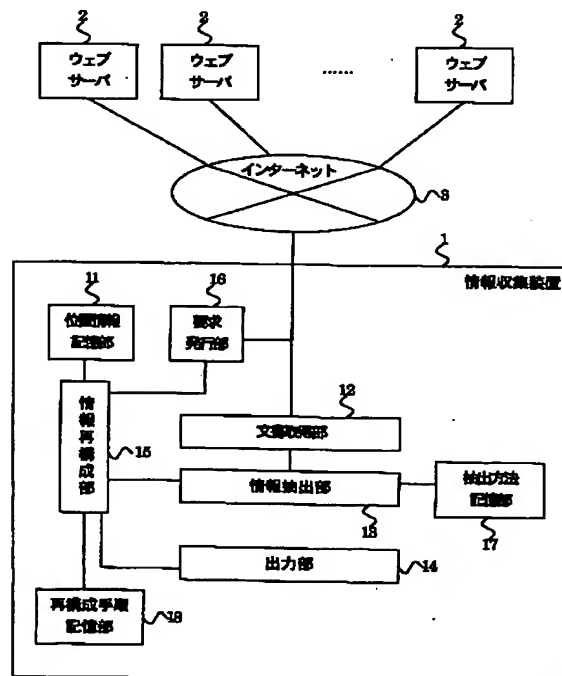 2
2
2
ウェブ
サーバ
ウェブ
サーバ
......
ウェブ
サーバ
インターネット
3
1
情報収集装置
11
16
位置情報
記憶部
要求
発行部
12
文書取得部
情報再構成部
15
情報抽出部
13
抽出方法
記憶部
17
出力部
14
再構成手順
記憶部
18